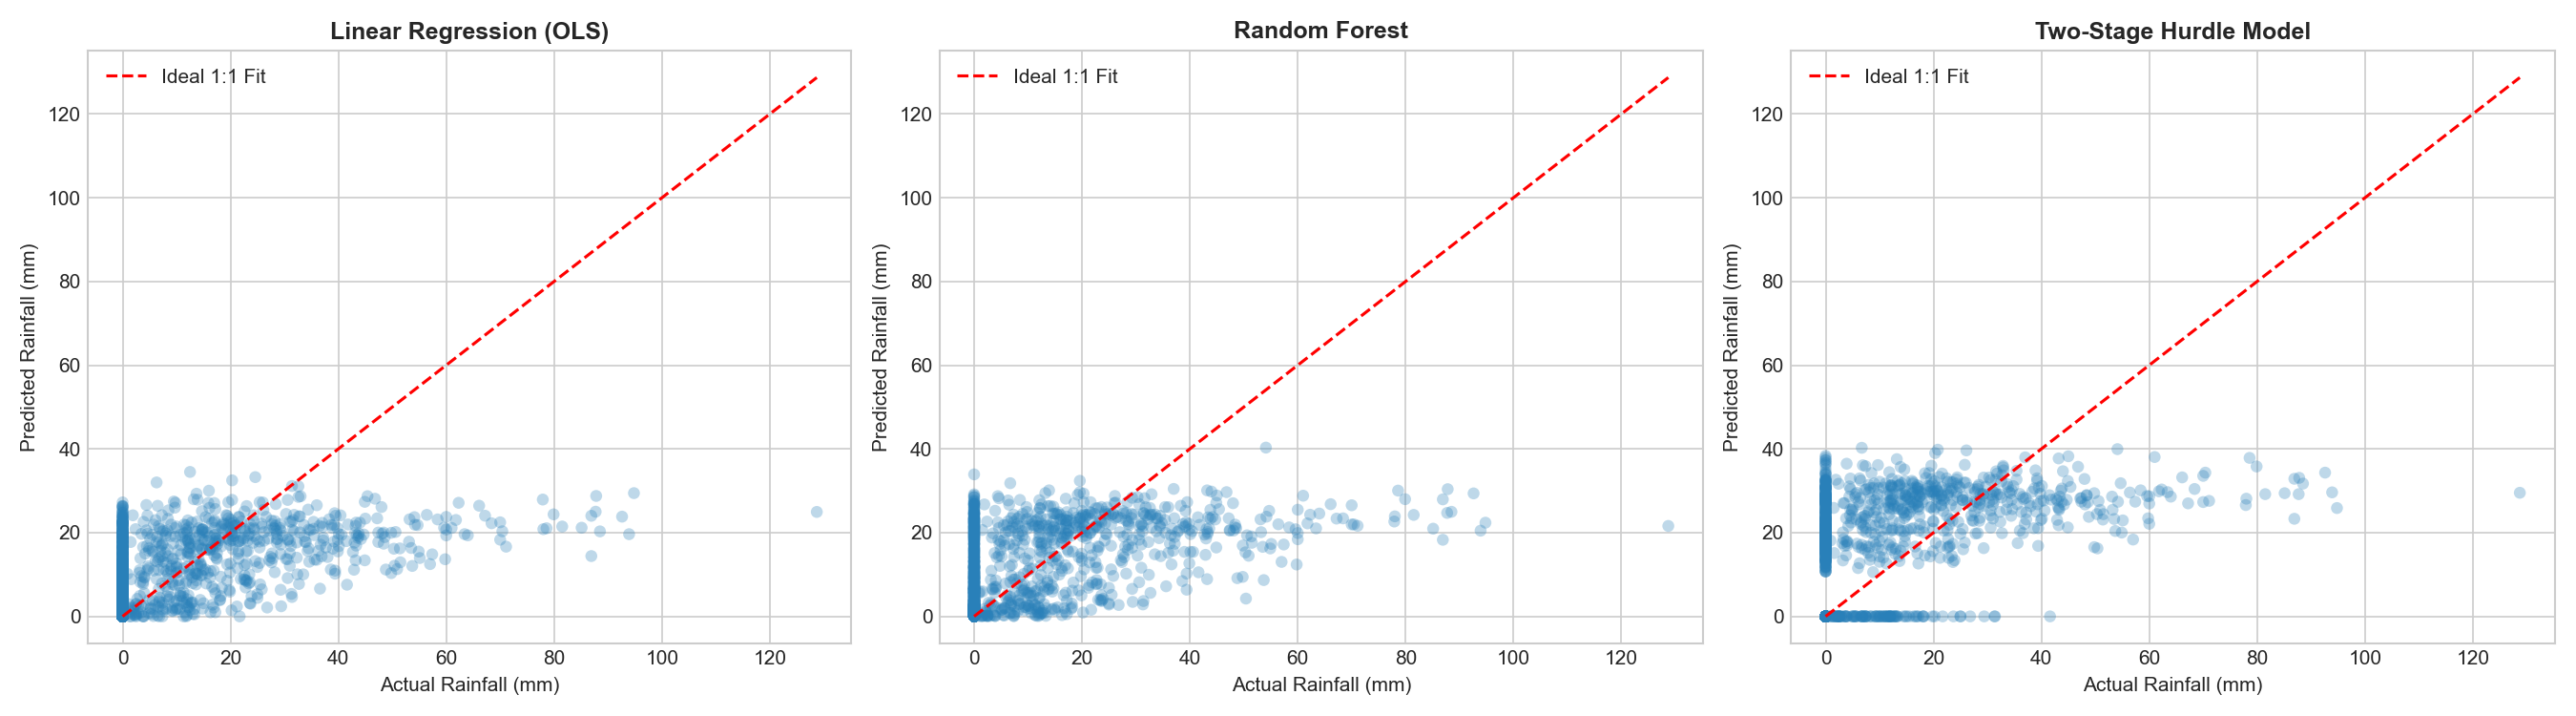 Linear Regression (OLS)
Ideal 1:1 Fit
120
100
80
60
40
20
0
Predicted Rainfall (mm)
0 20 40 60 80 100 120
Actual Rainfall (mm)
Random Forest
Ideal 1:1 Fit
120
100
80
60
40
20
0
Predicted Rainfall (mm)
0 20 40 60 80 100 120
Actual Rainfall (mm)
Two-Stage Hurdle Model
Ideal 1:1 Fit
120
100
80
60
40
20
0
Predicted Rainfall (mm)
0 20 40 60 80 100 120
Actual Rainfall (mm)